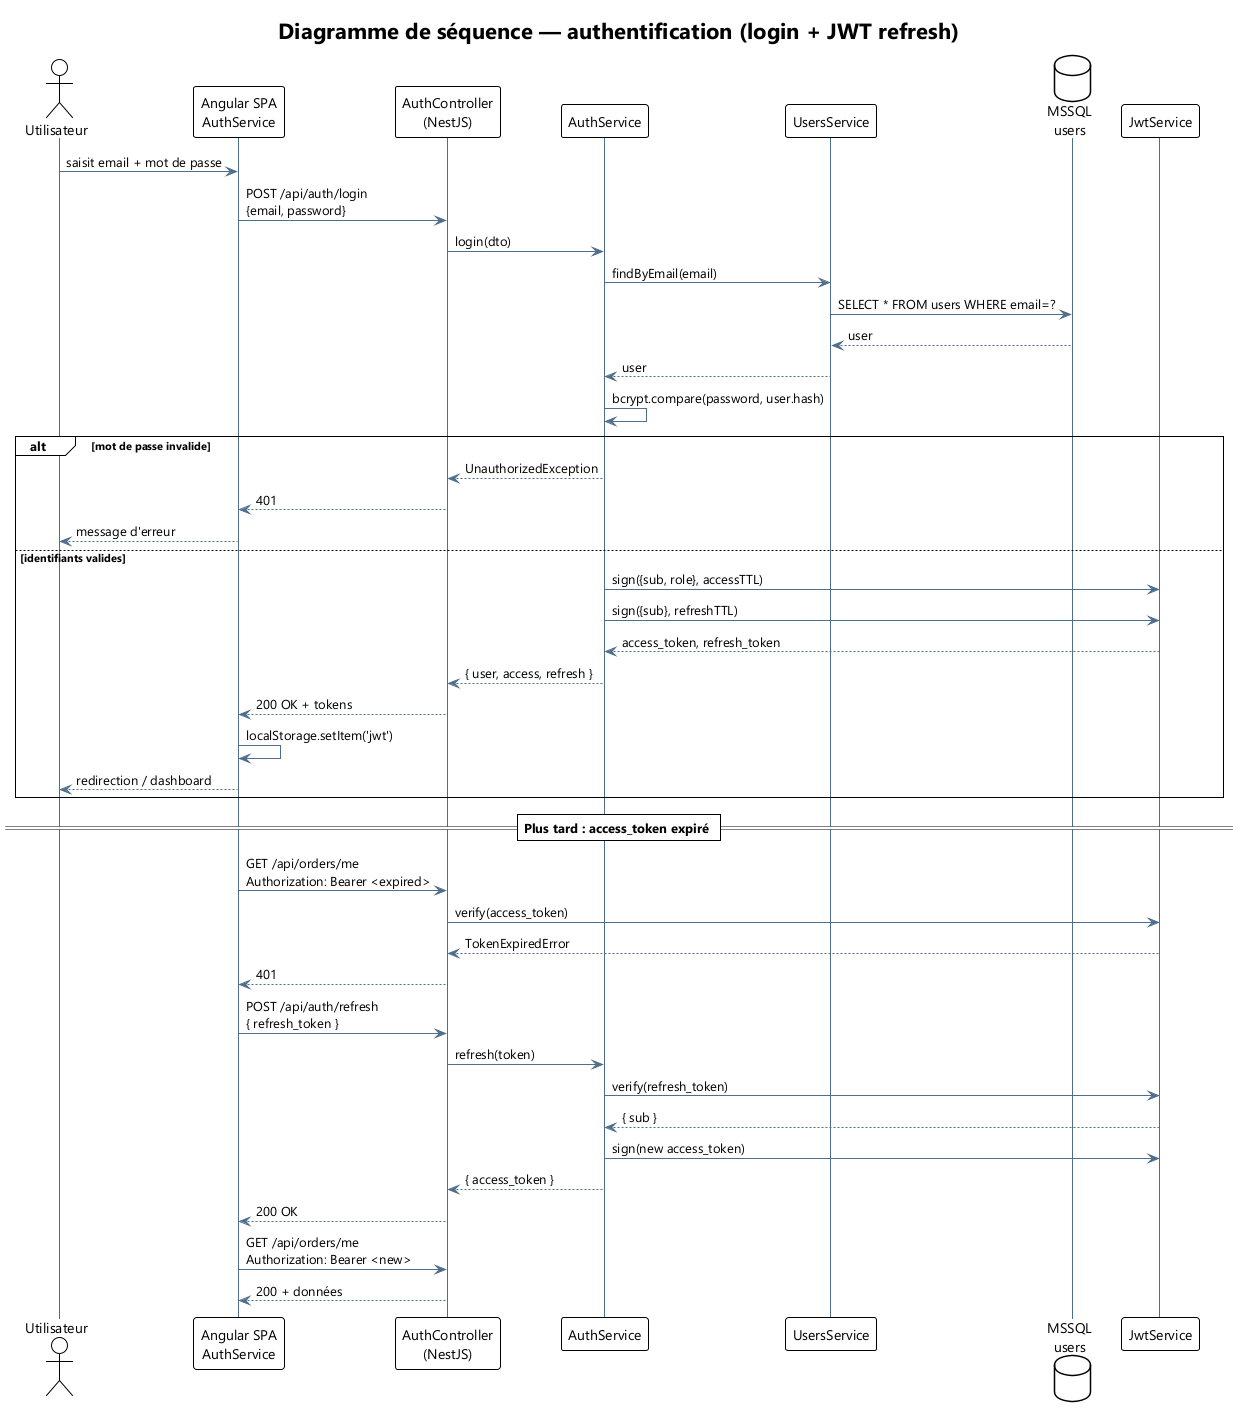 Diagramme de séquence — authentification (login + JWT refresh)
Utilisateur
Angular SPA
AuthService
AuthController
(NestJS)
AuthService
UsersService
MSSQL
users
JwtService
saisit email + mot de passe
POST /api/auth/login
{email, password}
login(dto)
findByEmail(email)
SELECT * FROM users WHERE email=?
user
user
bcrypt.compare(password, user.hash)
alt
[mot de passe invalide]
UnauthorizedException
401
message d'erreur
[identifiants valides]
sign({sub, role}, accessTTL)
sign({sub}, refreshTTL)
access_token, refresh_token
{ user, access, refresh }
200 OK + tokens
localStorage.setItem('jwt')
redirection / dashboard
Plus tard : access_token expiré
GET /api/orders/me
Authorization: Bearer <expired>
verify(access_token)
TokenExpiredError
401
POST /api/auth/refresh
{ refresh_token }
refresh(token)
verify(refresh_token)
{ sub }
sign(new access_token)
{ access_token }
200 OK
GET /api/orders/me
Authorization: Bearer <new>
200 + données
Utilisateur
Angular SPA
AuthService
AuthController
(NestJS)
AuthService
UsersService
MSSQL
users
JwtService